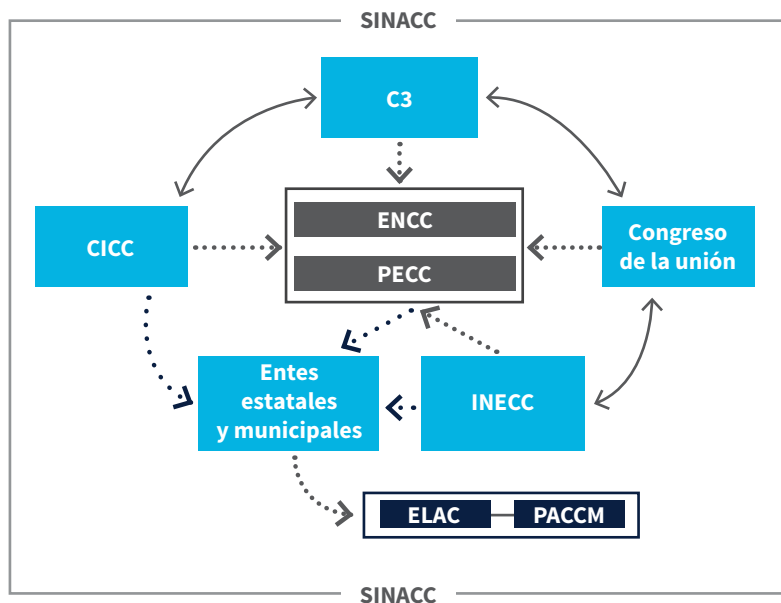 SINACC
C3
CICC
ENCC
PECC
Congreso
de la unión
Entes
estatales
y municipales
INECC
ELAC
PACCM
SINACC